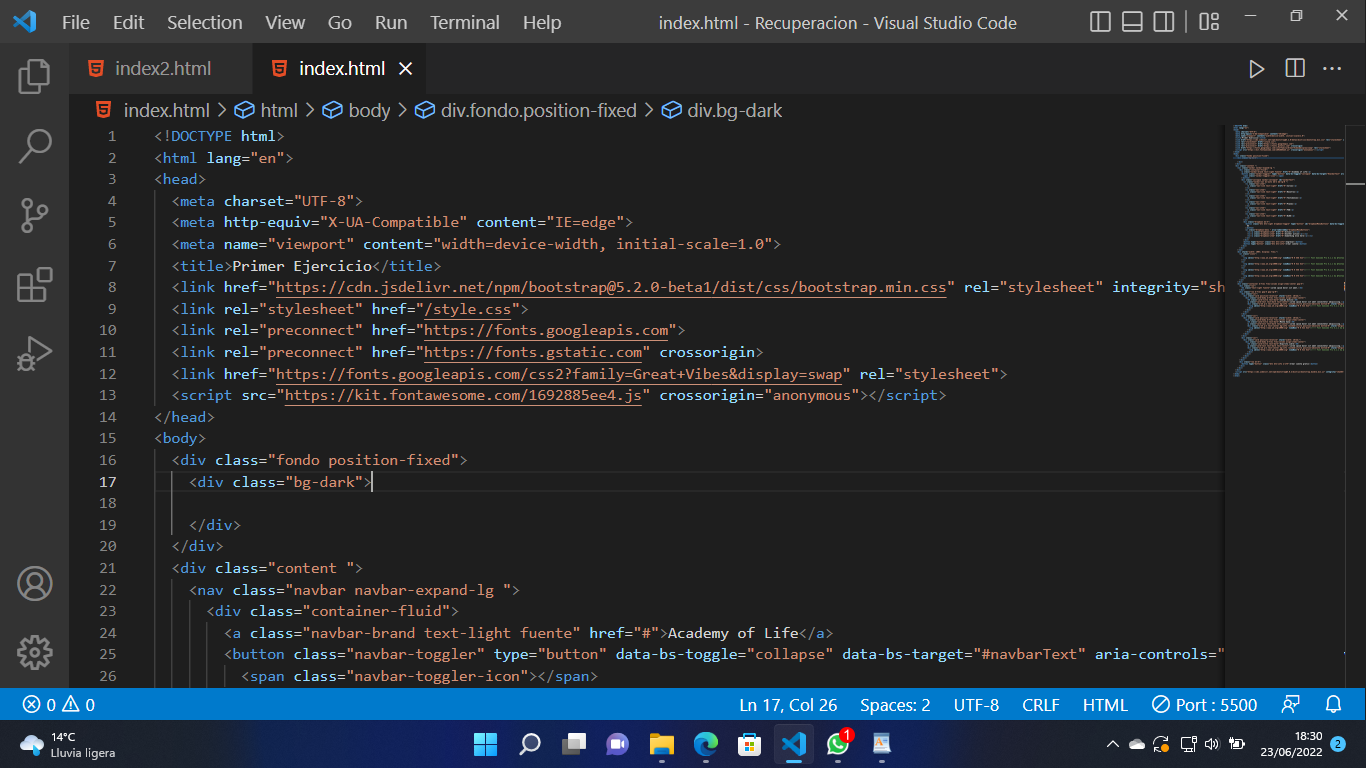 File Edit Selection View Go Run Terminal Help index.html - Recuperacion - Visual Studio Code
index2.html index.html
index.html > html > body > div.fondo.position-fixed > div.bg-dark
1 <!DOCTYPE html>
2 <html lang="en">
3 <head>
4 <meta charset="UTF-8">
5 <meta http-equiv="X-UA-Compatible" content="IE=edge">
6 <meta name="viewport" content="width=device-width, initial-scale=1.0">
7 <title>Primer Ejercicio</title>
8 <link href="https://cdn.jsdelivr.net/npm/bootstrap@5.2.0-beta1/dist/css/bootstrap.min.css" rel="stylesheet" integrity="sh
9 <link rel="stylesheet" href="/style.css">
10 <link rel="preconnect" href="https://fonts.googleapis.com">
11 <link rel="preconnect" href="https://fonts.gstatic.com" crossorigin>
12 <link href="https://fonts.googleapis.com/css2?family=Great+Vibes&display=swap" rel="stylesheet">
13 <script src="https://kit.fontawesome.com/1692885ee4.js" crossorigin="anonymous"></script>
14 </head>
15 <body>
16 <div class="fondo position-fixed">
17 <div class="bg-dark">
18
19 </div>
20 </div>
21 <div class="content ">
22 <nav class="navbar navbar-expand-lg ">
23 <div class="container-fluid">
24 <a class="navbar-brand text-light fuente" href="#">Academy of Life</a>
25 <button class="navbar-toggler" type="button" data-bs-toggle="collapse" data-bs-target="#navbarText" aria-controls="
26 <span class="navbar-toggler-icon"></span>
0 0 Ln 17, Col 26 Spaces: 2 UTF-8 CRLF HTML Port : 5500
14°C
Lluvia ligera
1
18:30
23/06/2022
2